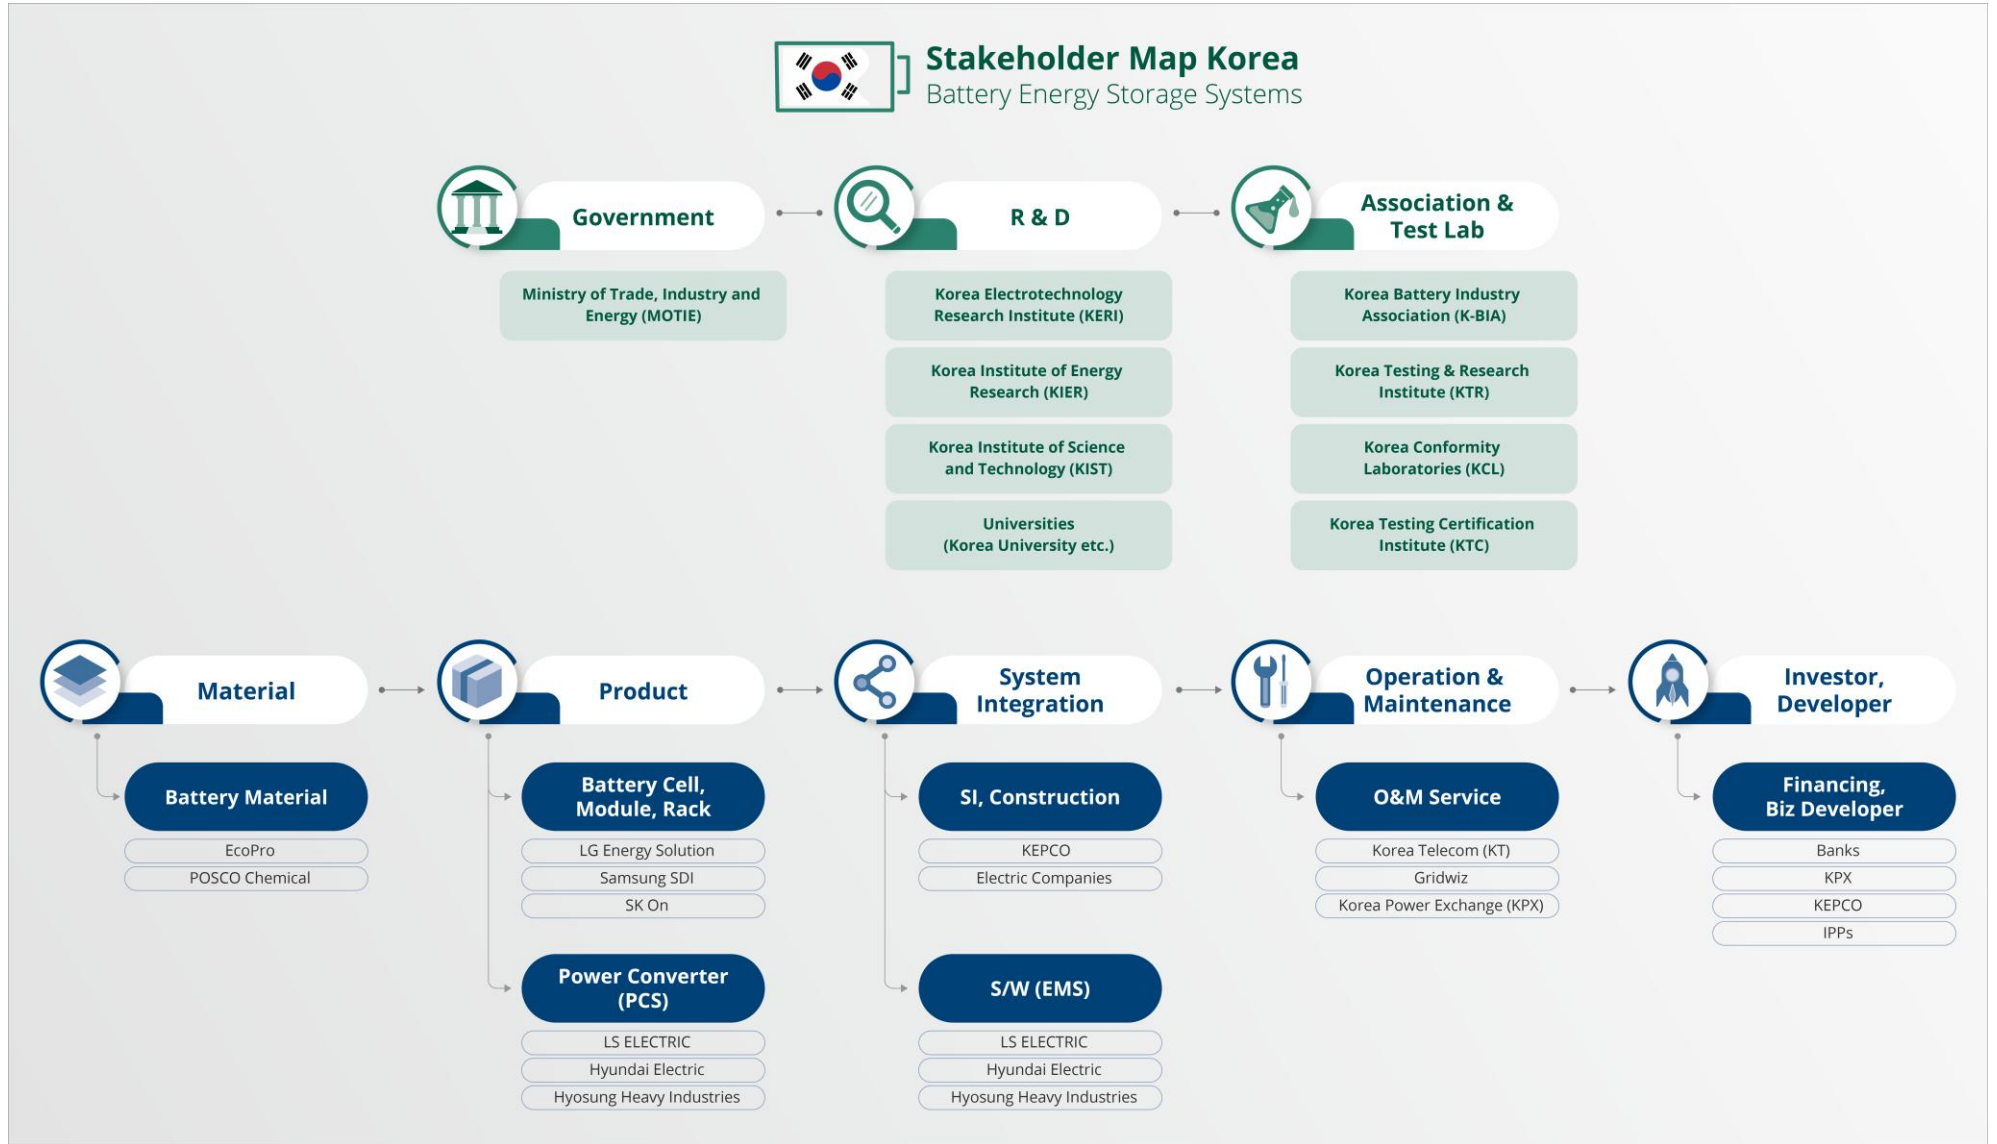 Stakeholder Map Korea
Battery Energy Storage Systems
Government
Ministry of Trade, Industry and
Energy (MOTIE)
R & D
Korea Electrotechnology
Research Institute (KERI)
Korea Institute of Energy
Research (KIER)
Korea Institute of Science
and Technology (KIST)
Universities
(Korea University etc.)
Association &
Test Lab
Korea Battery Industry
Association (K-BIA)
Korea Testing & Research
Institute (KTR)
Korea Conformity
Laboratories (KCL)
Korea Testing Certification
Institute (KTC)
Material
Battery Material
EcoPro
POSCO Chemical
Product
Battery Cell,
Module, Rack
LG Energy Solution
Samsung SDI
SK On
Power Converter
(PCS)
LS ELECTRIC
Hyundai Electric
Hyosung Heavy Industries
System
Integration
SI, Construction
KEPCO
Electric Companies
S/W (EMS)
LS ELECTRIC
Hyundai Electric
Hyosung Heavy Industries
Operation &
Maintenance
O&M Service
Korea Telecom (KT)
Gridwiz
Korea Power Exchange (KPX)
Investor,
Developer
Financing,
Biz Developer
Banks
KPX
KEPCO
IPPs